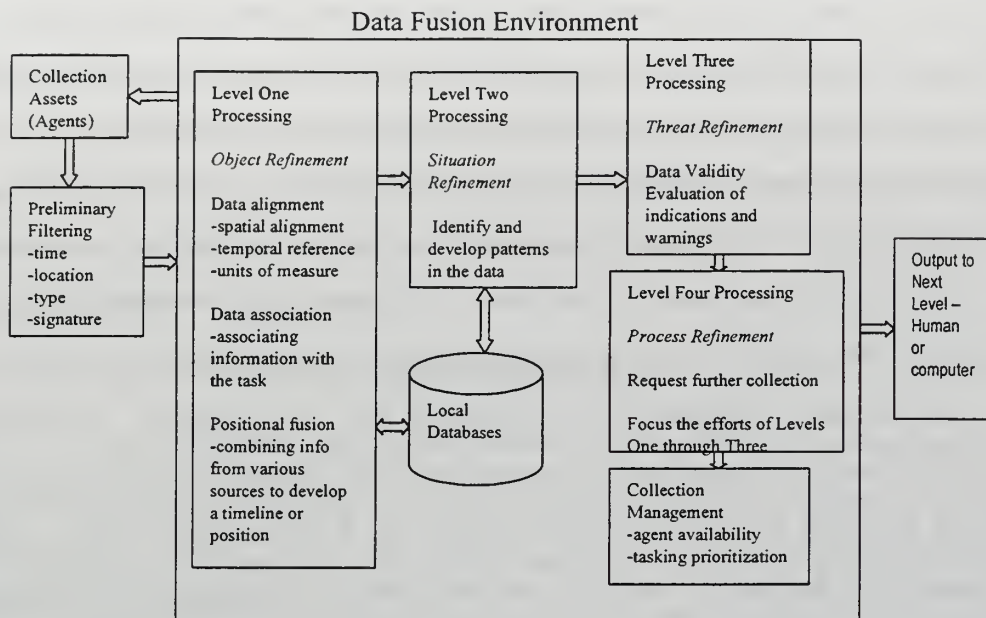 Data Fusion Environment
Collection
Assets
(Agents)
Preliminary
Filtering
-time
-location
-type
-signature
Level One
Processing
Object Refinement
Data alignment
-spatial alignment
-temporal reference
-units of measure
Data association
-associating
information with
the task
Positional fusion
-combining info
from various
sources to develop
a timeline or
position
Level Two
Processing
Situation
Refinement
Identify and
develop patterns
in the data
Local
Databases
Level Three
Processing
Threat Refinement
Data Validity
Evaluation of
indications and
warnings
Level Four Processing
Process Refinement
Request further collection
Focus the efforts of Levels
One through Three
Collection
Management
-agent availability
-tasking prioritization
Output to
Next
Level –
Human
or
computer